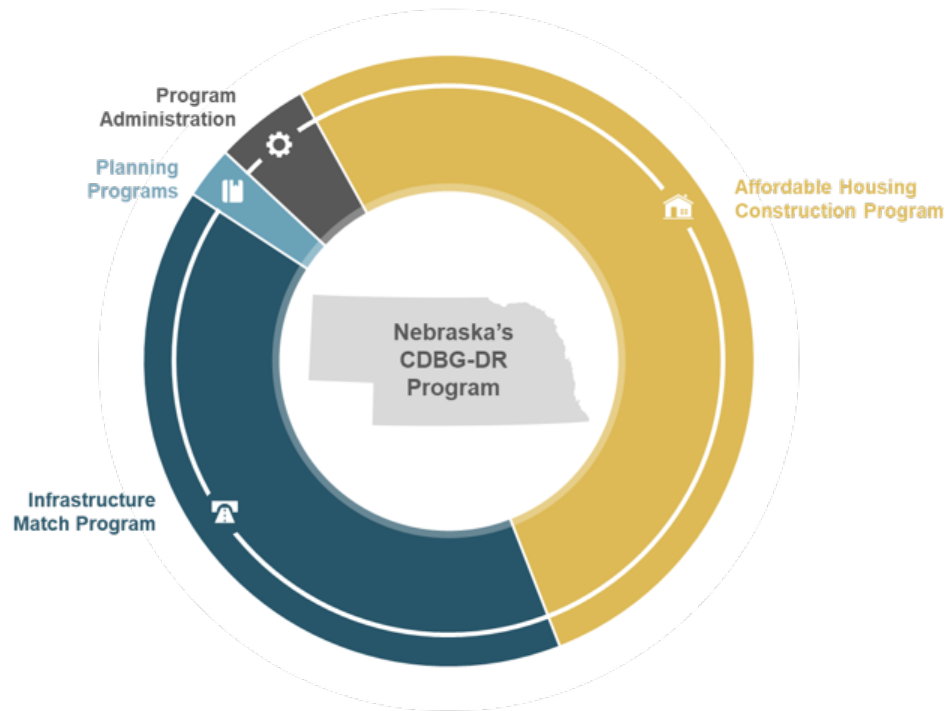 Program
Administration
Planning
Programs
Affordable Housing
Construction Program
Nebraska's
CDBG-DR
Program
Infrastructure
Match Program